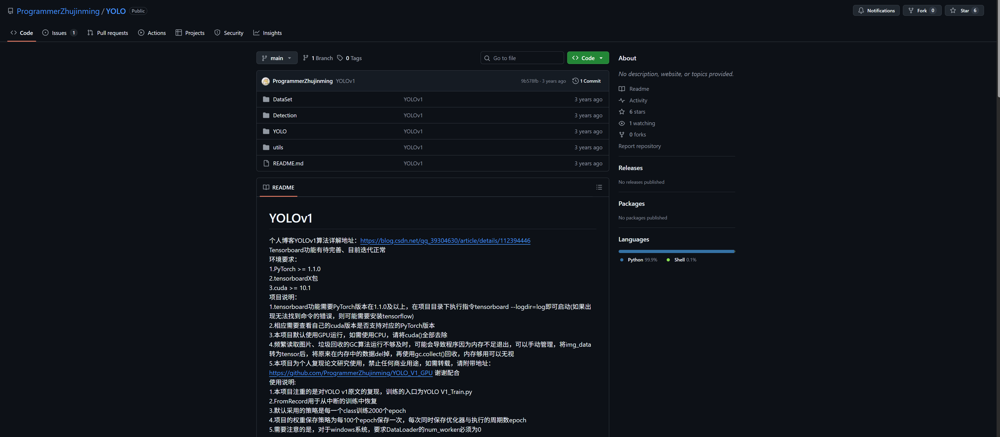 ProgrammerZhujinming / YOLO Public
Notifications Fork 0 Star 6
Code Issues 1 Pull requests Actions Projects Security Insights
main 1 Branch 0 Tags Go to file Code
ProgrammerZhujinming YOLOv1 9b578fb · 3 years ago 1 Commit
DataSet YOLOv1 3 years ago
Detection YOLOv1 3 years ago
YOLO YOLOv1 3 years ago
utils YOLOv1 3 years ago
README.md YOLOv1 3 years ago
README
YOLOv1
个人博客YOLOv1算法详解地址：https://blog.csdn.net/qq_39304630/article/details/112394446
Tensorboard功能有待完善、目前迭代正常
环境要求：
1.PyTorch >= 1.1.0
2.tensorboardX包
3.cuda >= 10.1
项目说明：
1.tensorboard功能需要PyTorch版本在1.1.0及以上，在项目目录下执行指令tensorboard --logdir=log即可启动(如果出
现无法找到命令的错误，则可能需要安装tensorflow)
2.相应需要查看自己的cuda版本是否支持对应的PyTorch版本
3.本项目默认使用GPU运行，如需使用CPU，请将cuda()全部去除
4.频繁读取图片、垃圾回收的GC算法运行不够及时，可能会导致程序因为内存不足退出，可以手动管理，将img_data
转为tensor后，将原来在内存中的数据del掉，再使用gc.collect()回收，内存够用可以无视
5.本项目为个人复现论文研究使用，禁止任何商业用途，如需转载，请附带地址：
https://github.com/ProgrammerZhujinming/YOLO_V1_GPU 谢谢配合
使用说明:
1.本项目注重的是对YOLO v1原文的复现，训练的入口为YOLO V1_Train.py
2.FromRecord用于从中断的训练中恢复
3.默认采用的策略是每一个class训练2000个epoch
4.项目的权重保存策略为每100个epoch保存一次，每次同时保存优化器与执行的周期数epoch
5.需要注意的是，对于windows系统，要求DataLoader的num_worker必须为0
About
No description, website, or topics provided.
Readme
Activity
6 stars
1 watching
0 forks
Report repository
Releases
No releases published
Packages
No packages published
Languages
Python 99.9% Shell 0.1%